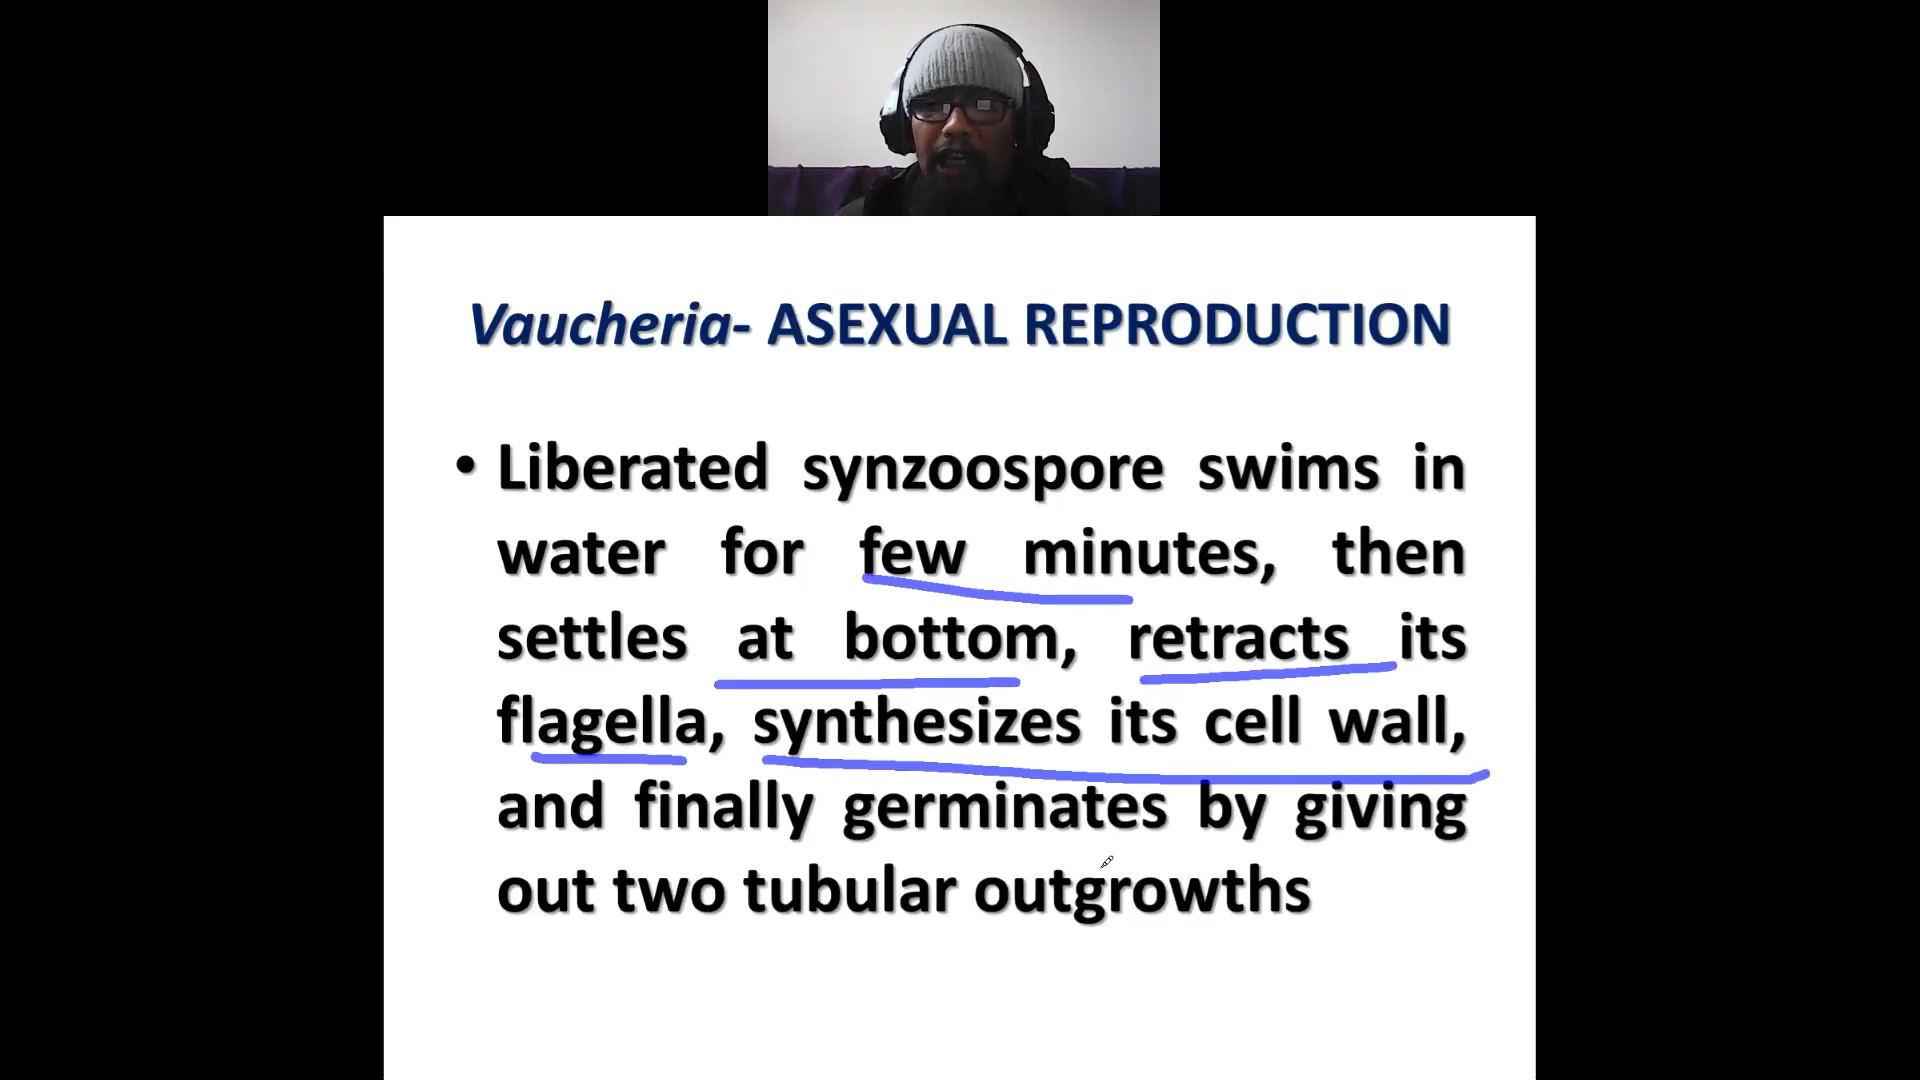 Vaucheria- ASEXUAL REPRODUCTION
• Liberated synzoospore swims in
water for few minutes, then
settles at bottom, retracts its
flagella, synthesizes its cell wall,
and finally germinates by giving
out two tubular outgrowths